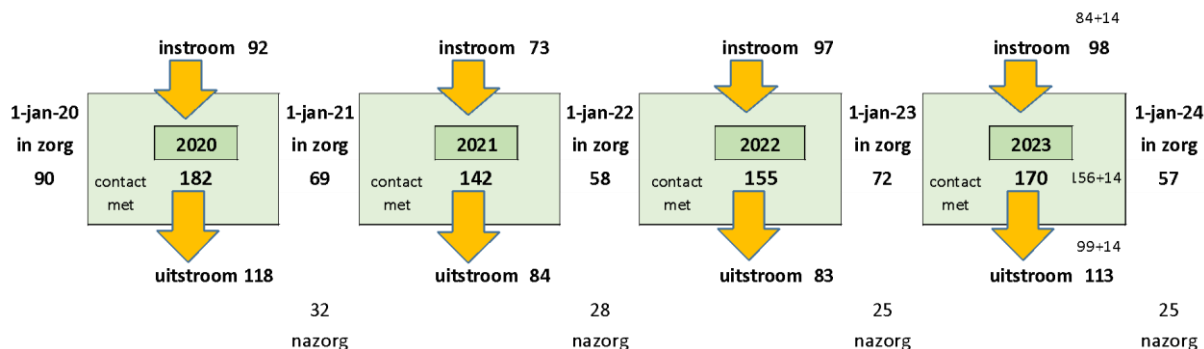 84+14
instroom 92
instroom 73
instroom 97
instroom 98
1-jan-20
1-jan-21
1-jan-22
1-jan-23
1-jan-24
in zorg
2020
in zorg
2021
in zorg
2022
in zorg
2023
in zorg
90
contact
182
69
contact
142
58
contact
155
72
contact
170
156+14
57
met
met
met
met
99+14
uitstroom 118
uitstroom 84
uitstroom 83
uitstroom 113
32
28
25
25
nazorg
nazorg
nazorg
nazorg